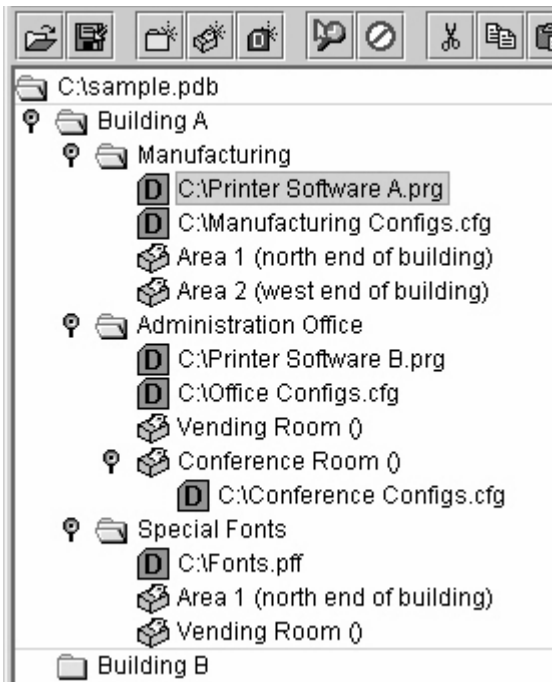 C:\sample.pdb
Building A
Manufacturing
D C:\Printer Software A.prg
D C:\Manufacturing Configs.cfg
Area 1 (north end of building)
Area 2 (west end of building)
Administration Office
D C:\Printer Software B.prg
D C:\Office Configs.cfg
Vending Room ()
Conference Room ()
D C:\Conference Configs.cfg
Special Fonts
D C:\Fonts.pff
Area 1 (north end of building)
Vending Room ()
Building B